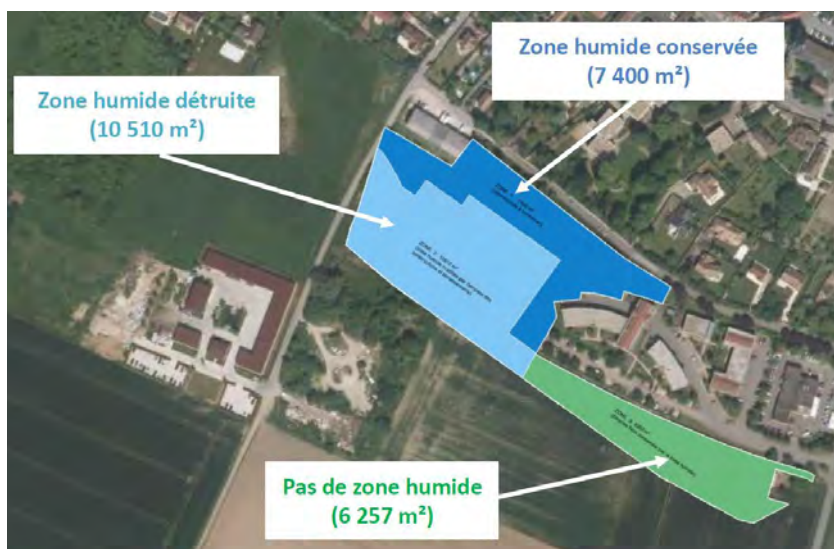 Zone humide conservée
(7 400 m²)
Zone humide détruite
(10 510 m²)
Pas de zone humide
(6 257 m²)